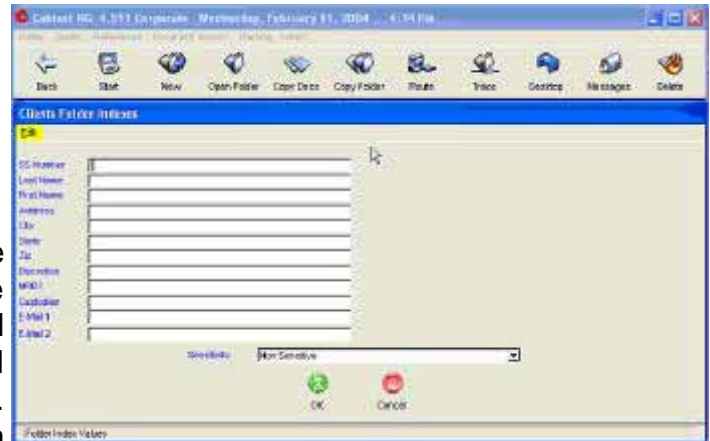 Cabinet NG 4.511 Corporate Wednesday, February 11, 2004 4:14 PM
Back Start New Open Folder Copy Docs Copy Folder Route Trace Desktop Messages Delete
Clients Folder Indexes
Edit
SS Number
Last Name
First Name
Address
City
State
Zip
Custodian
E-Mail 1
E-Mail 2
Sensitivity Non Sensitive
OK Cancel
Folder Index Values